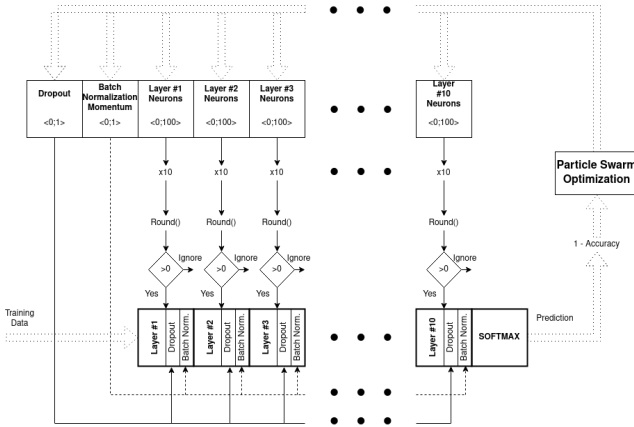 Dropout
<0;1>
Batch
Normalization
Momentum
<0;1>
Layer #1
Neurons
<0;100>
Layer #2
Neurons
<0;100>
Layer #3
Neurons
<0;100>
Layer
#10
Neurons
<0;100>
Particle Swarm
Optimization
x10
x10
x10
x10
Round()
Round()
Round()
Round()
1 - Accuracy
>0
Ignore
>0
Ignore
>0
Ignore
>0
Ignore
Yes
Yes
Yes
Yes
Training
Data
Layer #1
Dropout
Batch Norm.
Layer #2
Dropout
Batch Norm.
Layer #3
Dropout
Batch Norm.
Layer #10
Dropout
Batch Norm.
SOFTMAX
Prediction